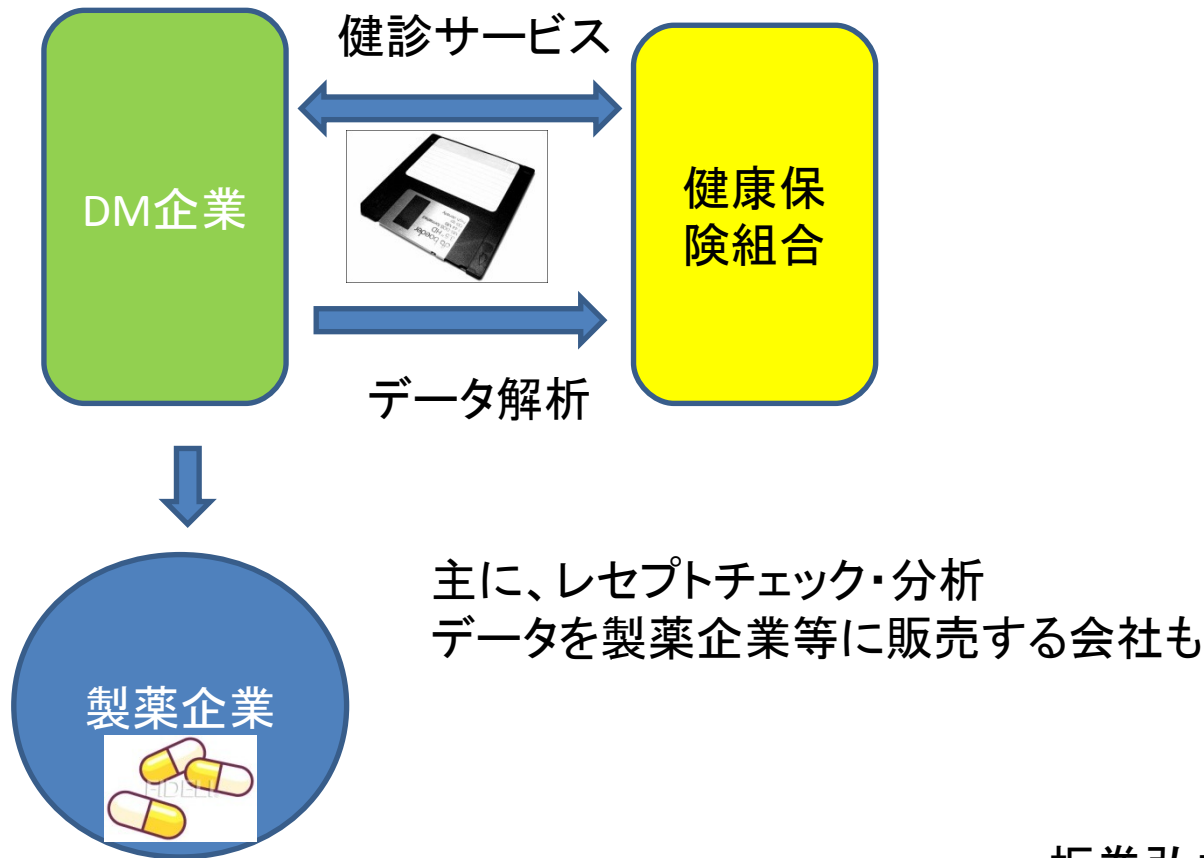 健診サービス
DM企業
健康保
険組合
データ解析
主に、レセプトチェック・分析
データを製薬企業等に販売する会社も
製薬企業